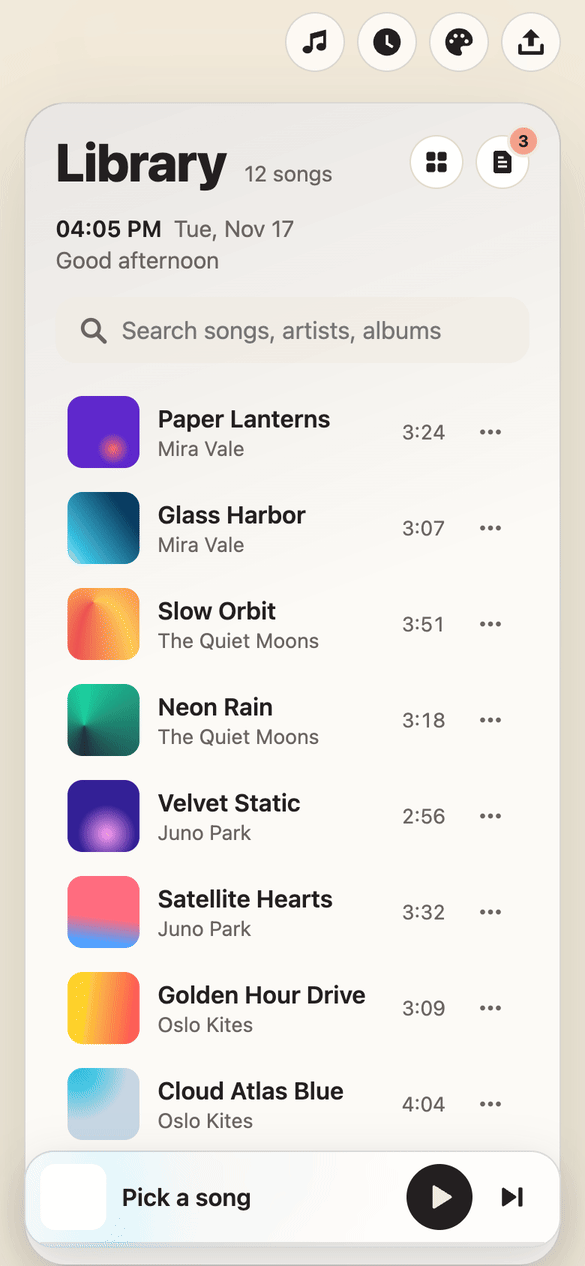 3
Library 12 songs
04:05 PM Tue, Nov 17
Good afternoon
Search songs, artists, albums
Paper Lanterns
Mira Vale
3:24
Glass Harbor
Mira Vale
3:07
Slow Orbit
The Quiet Moons
3:51
Neon Rain
The Quiet Moons
3:18
Velvet Static
Juno Park
2:56
Satellite Hearts
Juno Park
3:32
Golden Hour Drive
Oslo Kites
3:09
Cloud Atlas Blue
Oslo Kites
4:04
Pick a song